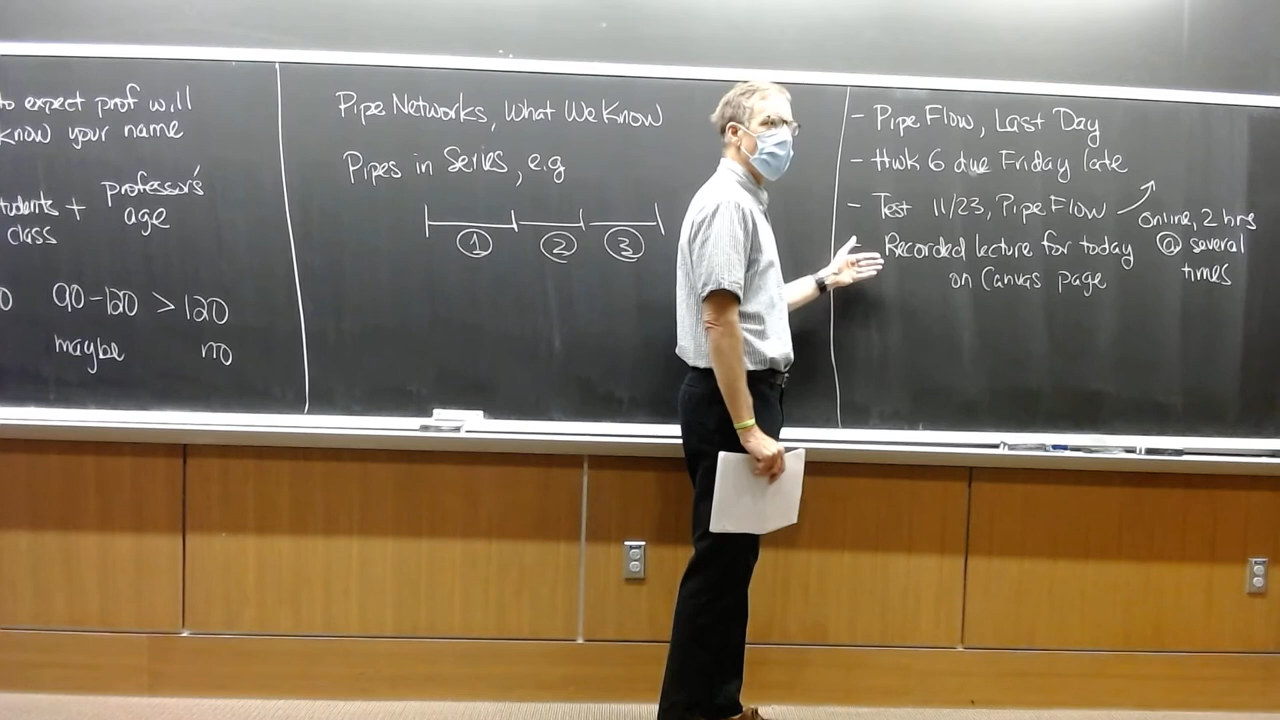 to expect prof will
know your name
students + professor's
class age
0 90-120 >120
maybe no
Pipe Networks, What We Know
Pipes in Series, e.g
1 2 3
- Pipe Flow, Last Day
- Hwk 6 due Friday late
- Test 11/23, Pipe Flow
online, 2 hrs
@ several
times
- Recorded lecture for today
on Canvas page